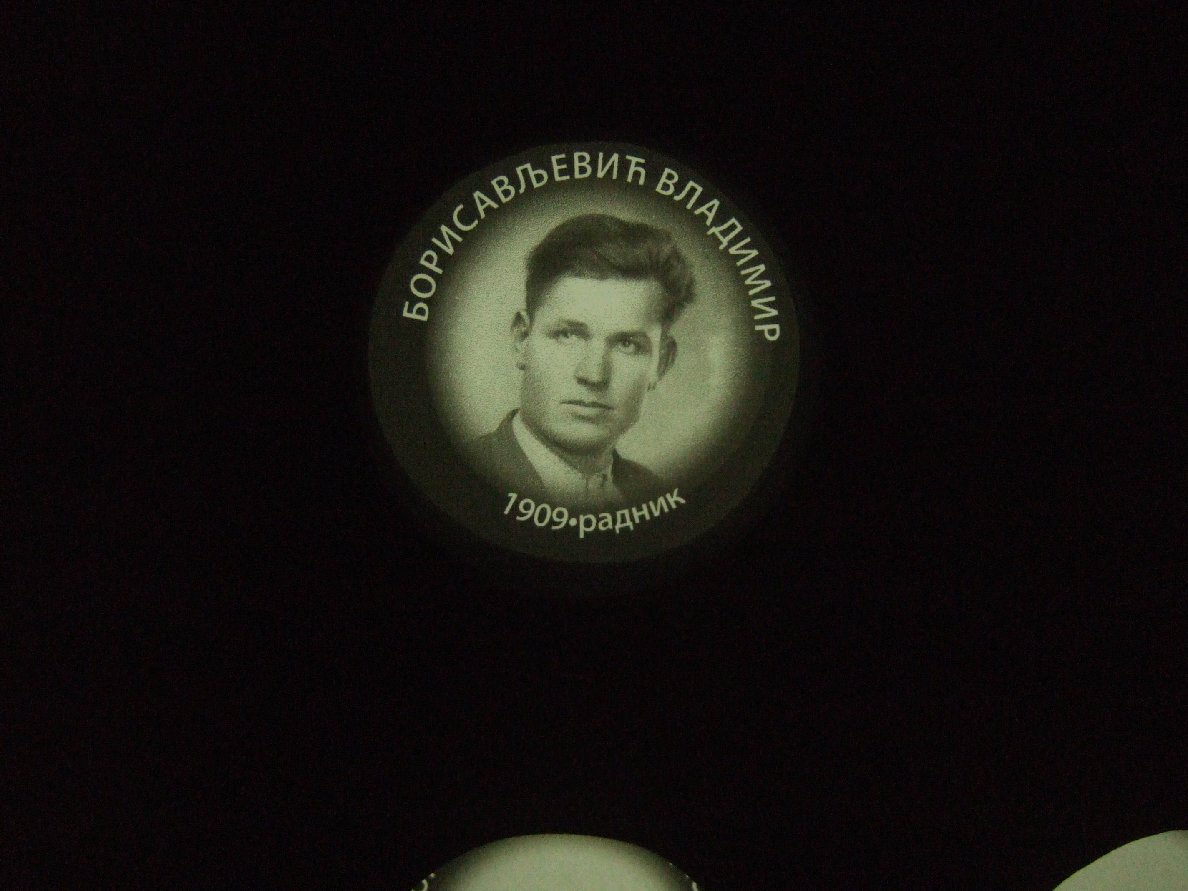 БОРИСАВЉЕВИЋ ВЛАДИМИР
1909•радник